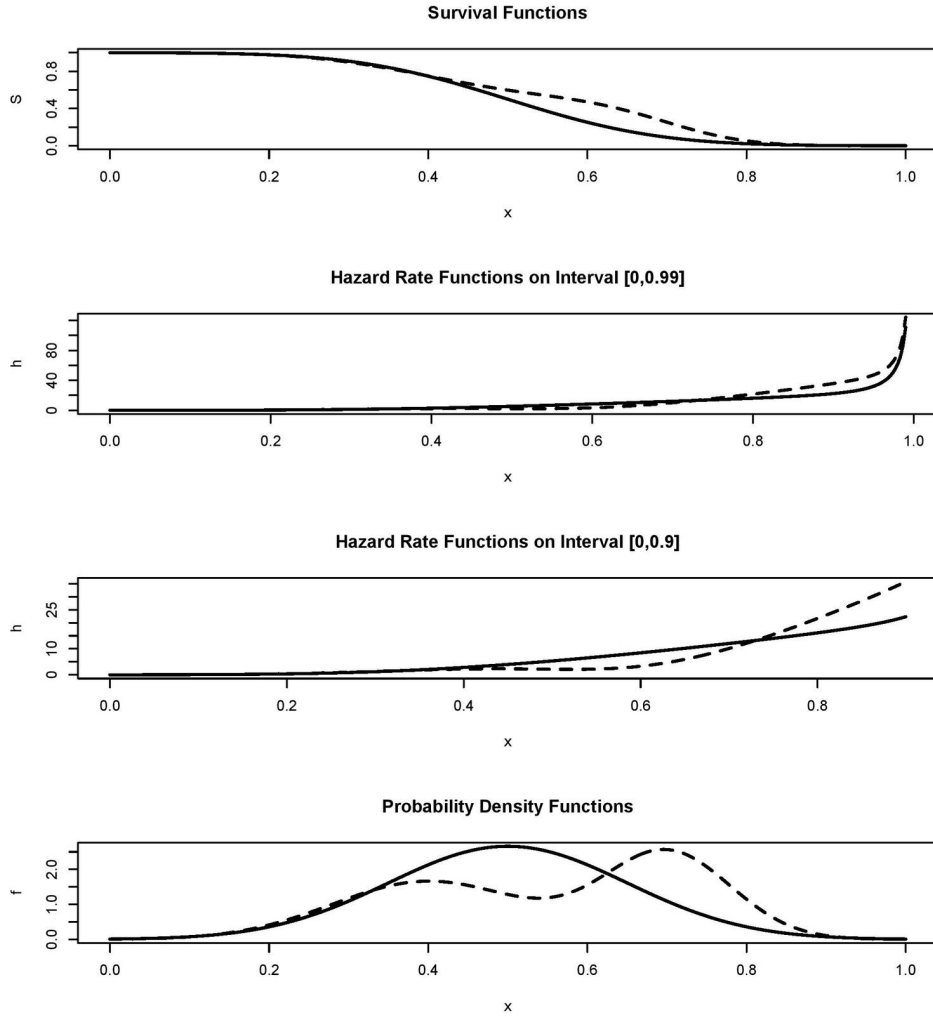 Survival Functions
S
0.0 0.4 0.8
0.0 0.2 0.4 0.6 0.8 1.0
x
Hazard Rate Functions on Interval [0,0.99]
h
0 40 80
0.0 0.2 0.4 0.6 0.8 1.0
x
Hazard Rate Functions on Interval [0,0.9]
h
0 10 25
0.0 0.2 0.4 0.6 0.8
x
Probability Density Functions
f
0.0 1.0 2.0
0.0 0.2 0.4 0.6 0.8 1.0
x